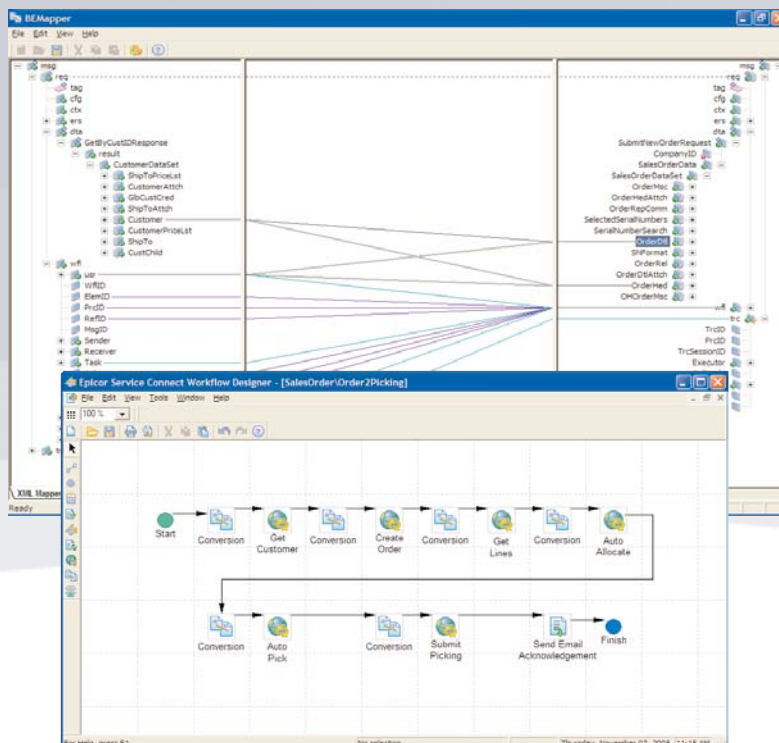 BEMapper
File Edit View Help
msg
req
tag
cfg
ctx
ers
dta
GetByCustIDResponse
result
CustomerDataSet
ShipToPriceLst
CustomerAttch
GlbCustCred
ShipToAttch
Customer
CustomerPriceLst
ShipTo
CustChild
wfl
usr
WflID
ElemID
PrcID
RefID
MsgID
Sender
Receiver
Task
msg
req
tag
cfg
ctx
ers
dta
SubmitNewOrderRequest
CompanyID
SalesOrderData
SalesOrderDataSet
OrderMsc
OrderHedAttch
OrderRepComm
SelectedSerialNumbers
SerialNumberSearch
OrderDtl
SNFormat
OrderRel
OrderDtlAttch
OrderHed
OHOrderMsc
wfl
trc
TrcID
PrcID
TrcSessionID
Executor
XML Mapper
Ready
Epicor Service Connect Workflow Designer - [SalesOrder\Order2Picking]
File Edit View Tools Window Help
100 %
Start
Conversion
Get
Customer
Conversion
Create
Order
Conversion
Get
Lines
Conversion
Auto
Allocate
Conversion
Auto
Pick
Conversion
Submit
Picking
Send Email
Acknowledgement
Finish
For Help, press F1
No selection